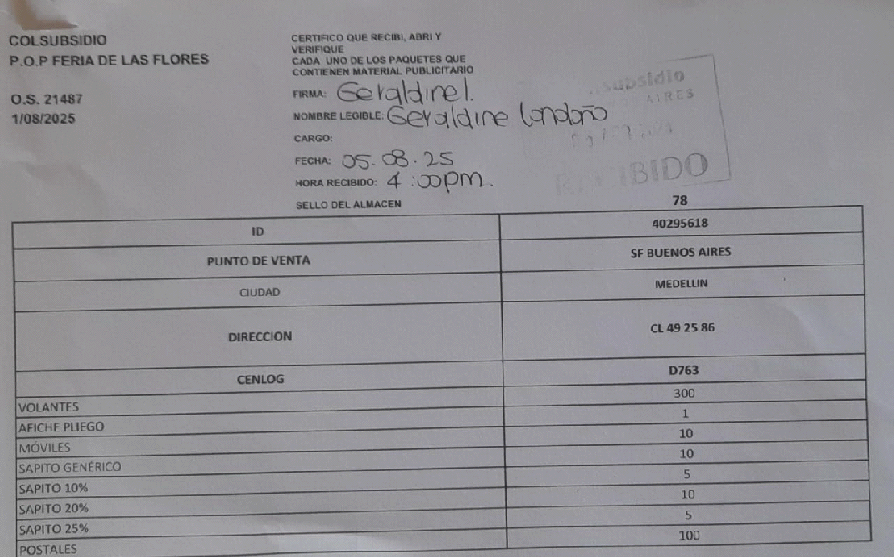 COLSUBSIDIO
P.O.P FERIA DE LAS FLORES
O.S. 21487
1/08/2025
CERTIFICO QUE RECIBI, ABRI Y
VERIFIQUE
CADA UNO DE LOS PAQUETES QUE
CONTIENEN MATERIAL PUBLICITARIO
FIRMA: Geraldine l.
NOMBRE LEGIBLE: Geraldine Londoño
CARGO:
FECHA: 05.08.25
HORA RECIBIDO: 4:00pm.
SELLO DEL ALMACEN
subsidio
AIRES
RECIBIDO
78
ID 40295618
PUNTO DE VENTA SF BUENOS AIRES
CIUDAD MEDELLIN
DIRECCION CL 49 25 86
CENLOG D763
VOLANTES 300
AFICHE PLIEGO 1
MÓVILES 10
SAPITO GENÉRICO 10
SAPITO 10% 5
SAPITO 20% 10
SAPITO 25% 5
POSTALES 100